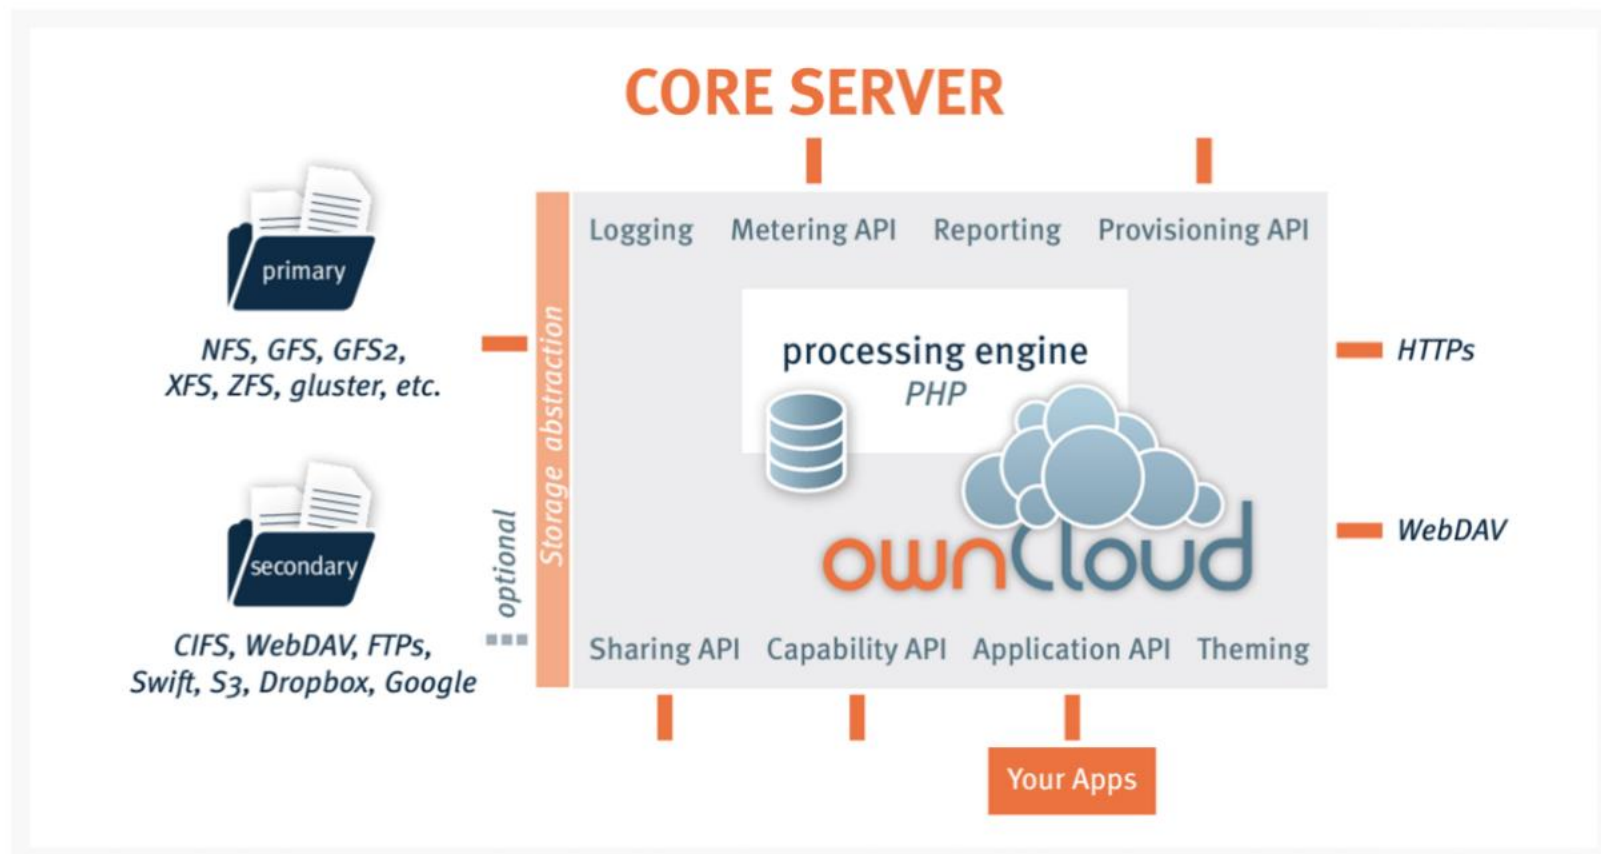 CORE SERVER
Logging Metering API Reporting Provisioning API
primary
NFS, GFS, GFS2,
XFS, ZFS, gluster, etc.
Storage abstraction
processing engine
PHP
HTTPs
WebDAV
ownCloud
secondary
optional
CIFS, WebDAV, FTPs,
Swift, S3, Dropbox, Google
Sharing API Capability API Application API Theming
Your Apps